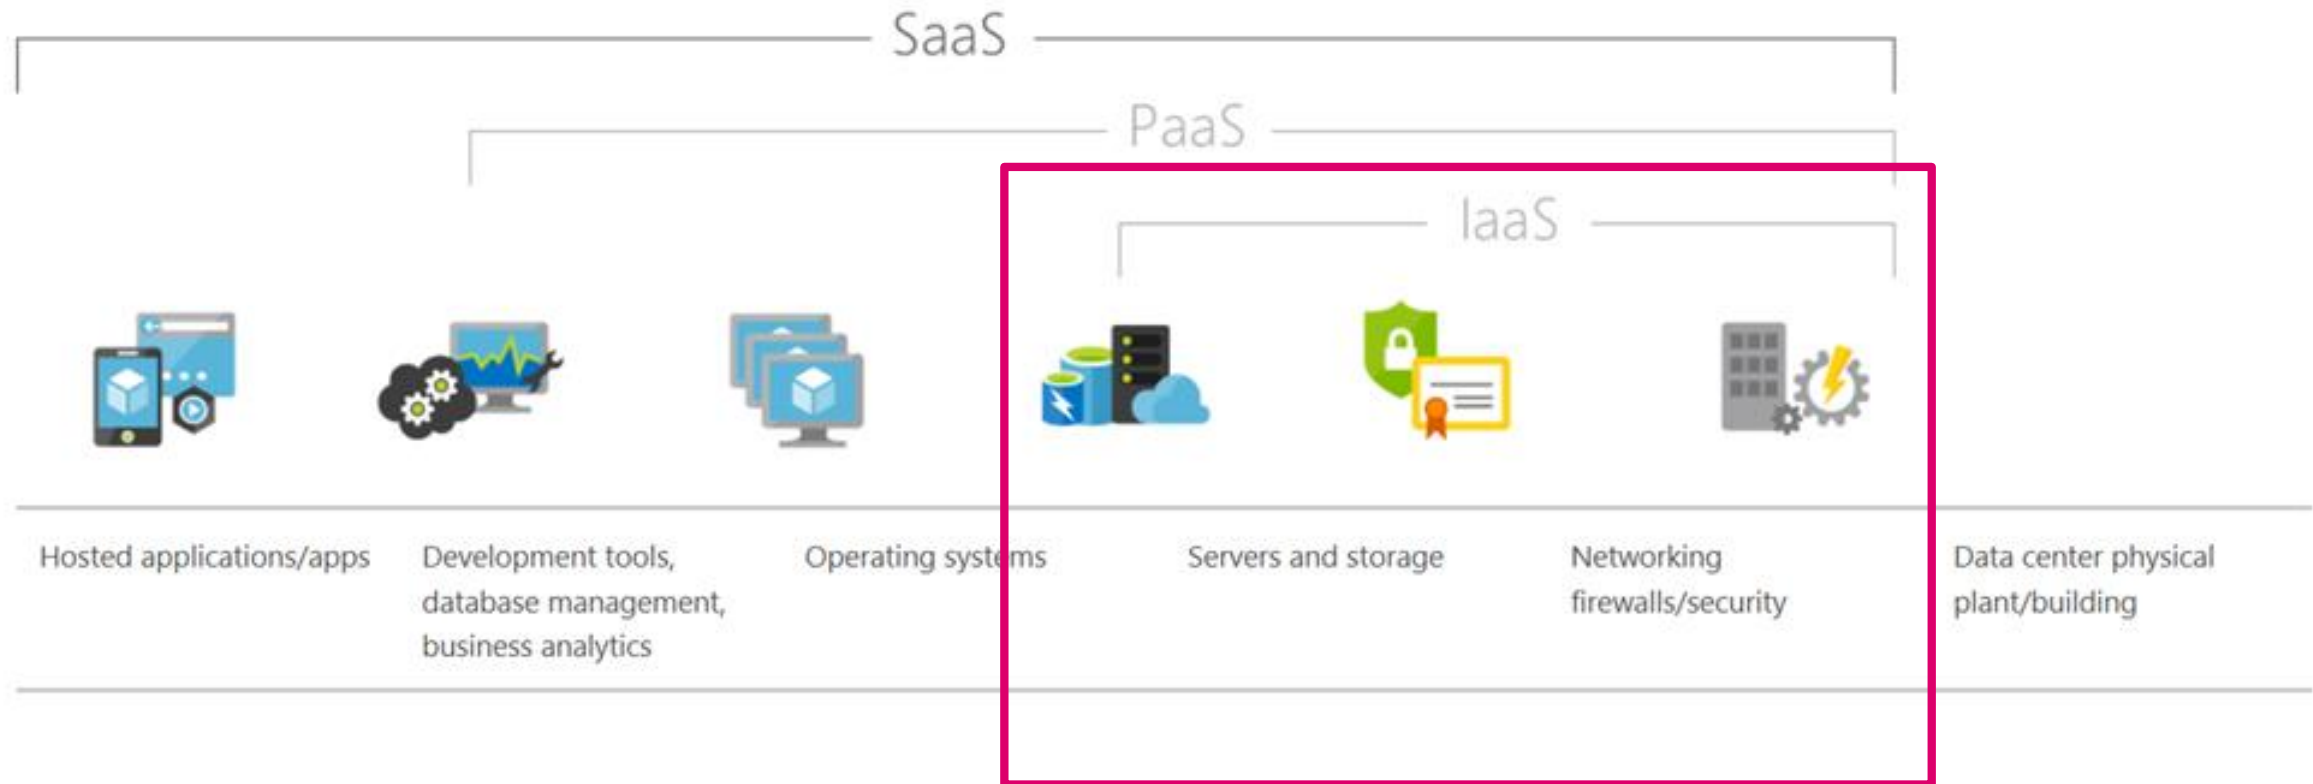 SaaS
PaaS
IaaS
Hosted applications/apps
Development tools,
database management,
business analytics
Operating systems
Servers and storage
Networking
firewalls/security
Data center physical
plant/building